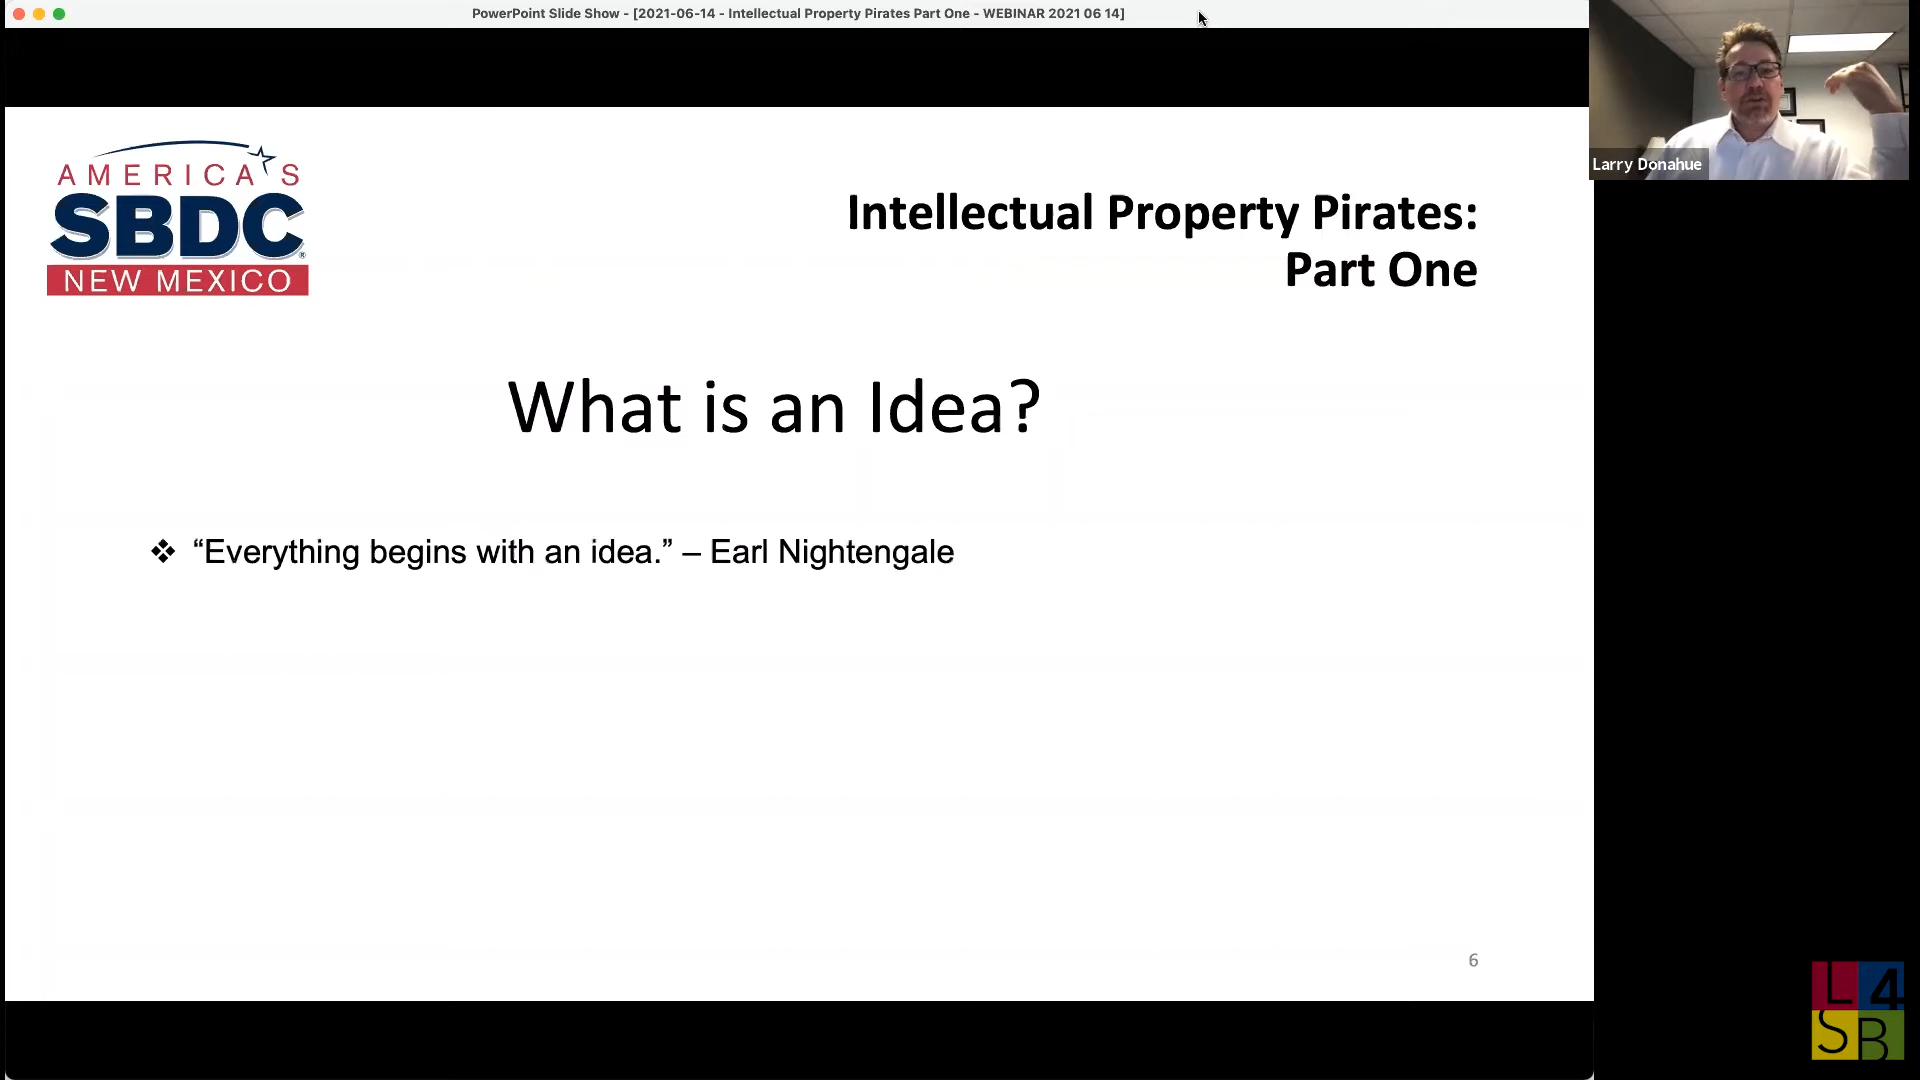 PowerPoint Slide Show - [2021-06-14 - Intellectual Property Pirates Part One - WEBINAR 2021 06 14]
Larry Donahue
AMERICA'S
SBDC®
NEW MEXICO
Intellectual Property Pirates:
Part One
What is an Idea?
❖ “Everything begins with an idea.” – Earl Nightengale
6
L4
SB